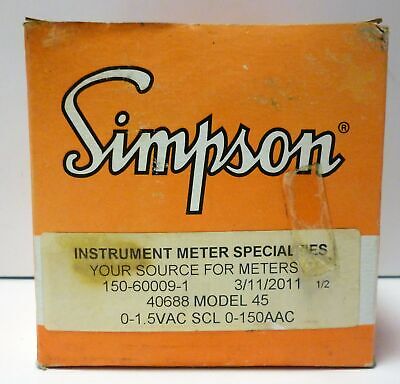 Simpson®
INSTRUMENT METER SPECIALTIES
YOUR SOURCE FOR METERS
150-60009-1 3/11/2011 1/2
40688 MODEL 45
0-1.5VAC SCL 0-150AAC